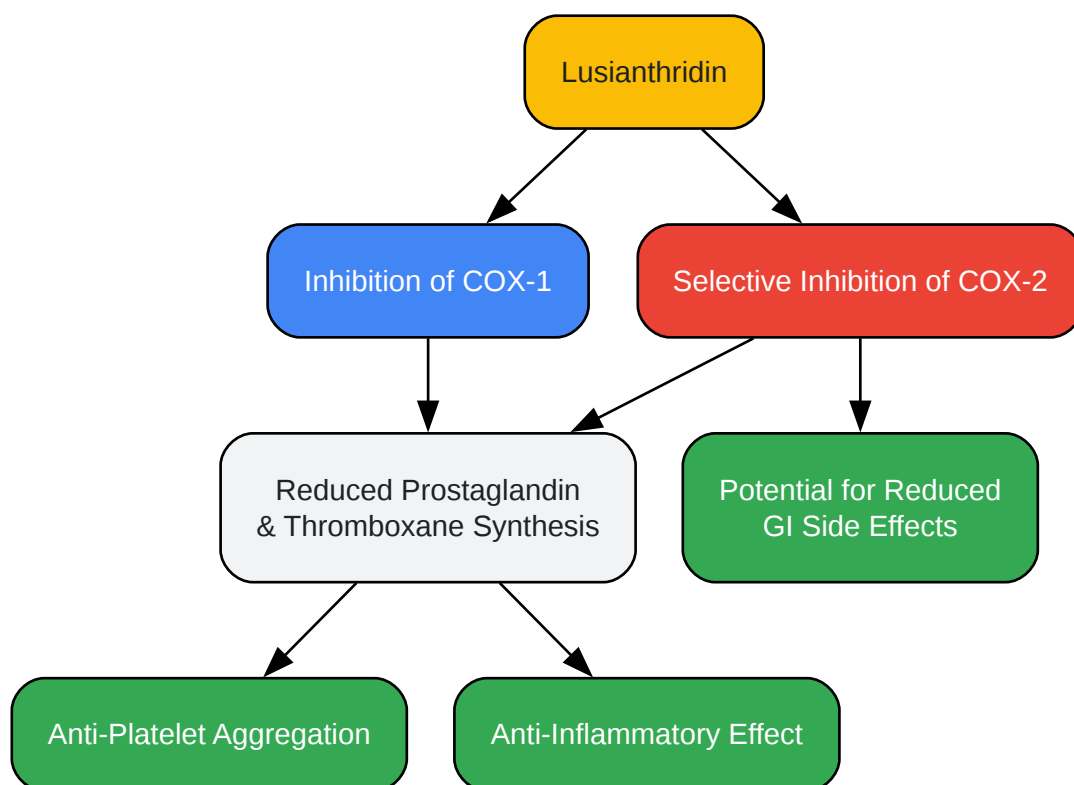 Lusianthridin
Inhibition of COX-1
Selective Inhibition of COX-2
Reduced Prostaglandin
& Thromboxane Synthesis
Potential for Reduced
GI Side Effects
Anti-Platelet Aggregation
Anti-Inflammatory Effect